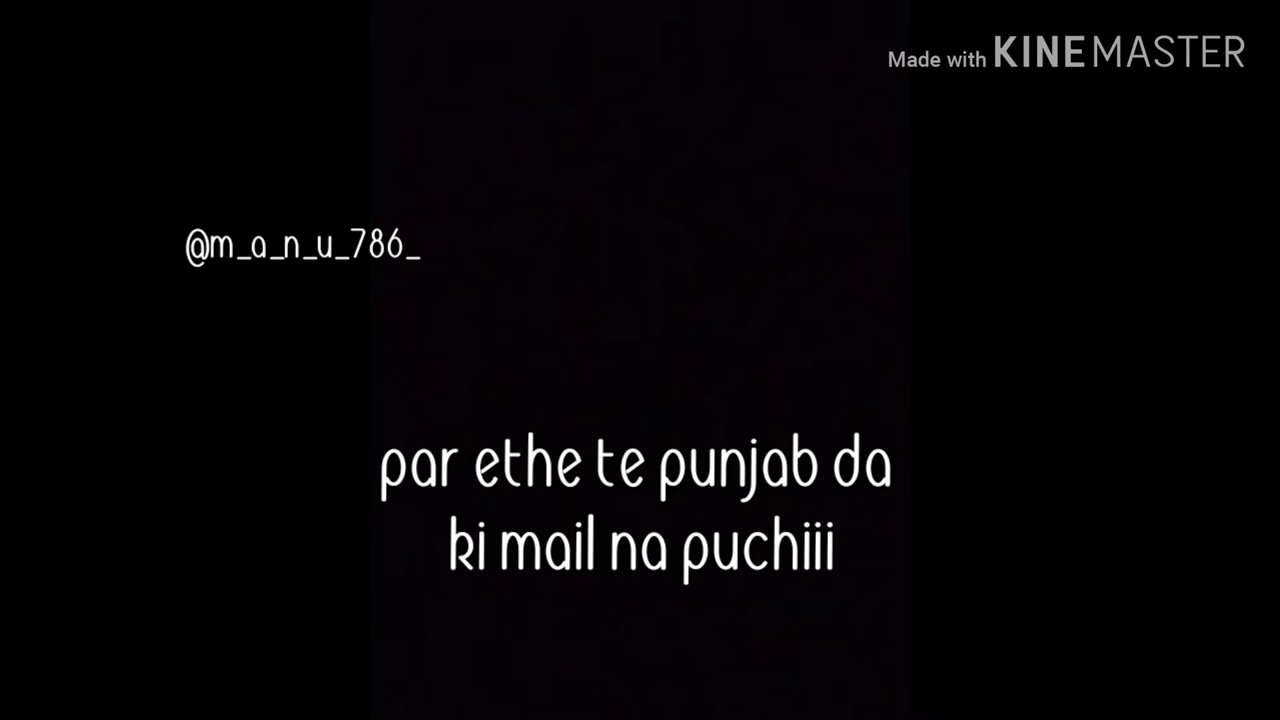 Made with KINEMASTER
@m_a_n_u_786_
par ethe te punjab da
ki mail na puchiii